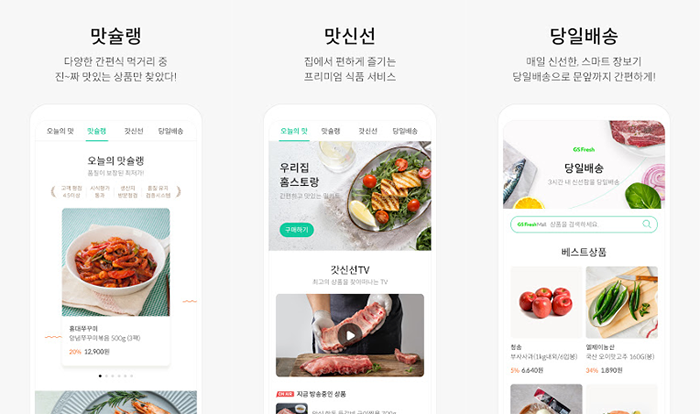 맛슐랭
다양한 간편식 먹거리 중
진~짜 맛있는 상품만 찾았다!
오늘의 맛 맛슐랭 갓신선 당일배송
오늘의 맛슐랭
품질이 보장된 최저가!
고객 평점
4.5이상
시식평가
통과
생산지
방문점검
품질 유지
검증시스템
홍대쭈꾸미
양념쭈꾸미볶음 500g (3팩)
20% 12,900원
맛신선
집에서 편하게 즐기는
프리미엄 식품 서비스
오늘의 맛 맛슐랭 갓신선 당일배송
우리집
홈스토랑
간편하고 맛있는
구매하기
갓신선TV
최고의 상품을 찾아떠나는 TV
ON AIR 지금 방송중인 상품
당일배송
매일 신선한, 스마트 장보기
당일배송으로 문앞까지 간편하게!
GS Fresh
당일배송
3시간 내 신선함을 당일배송
GS Fresh Mall 상품을 검색하세요.
베스트상품
청송
부사사과(1kg내외/6입봉)
5% 6,640원
엘제이농산
국산 오이맛고추 160G(봉)
34% 1,890원